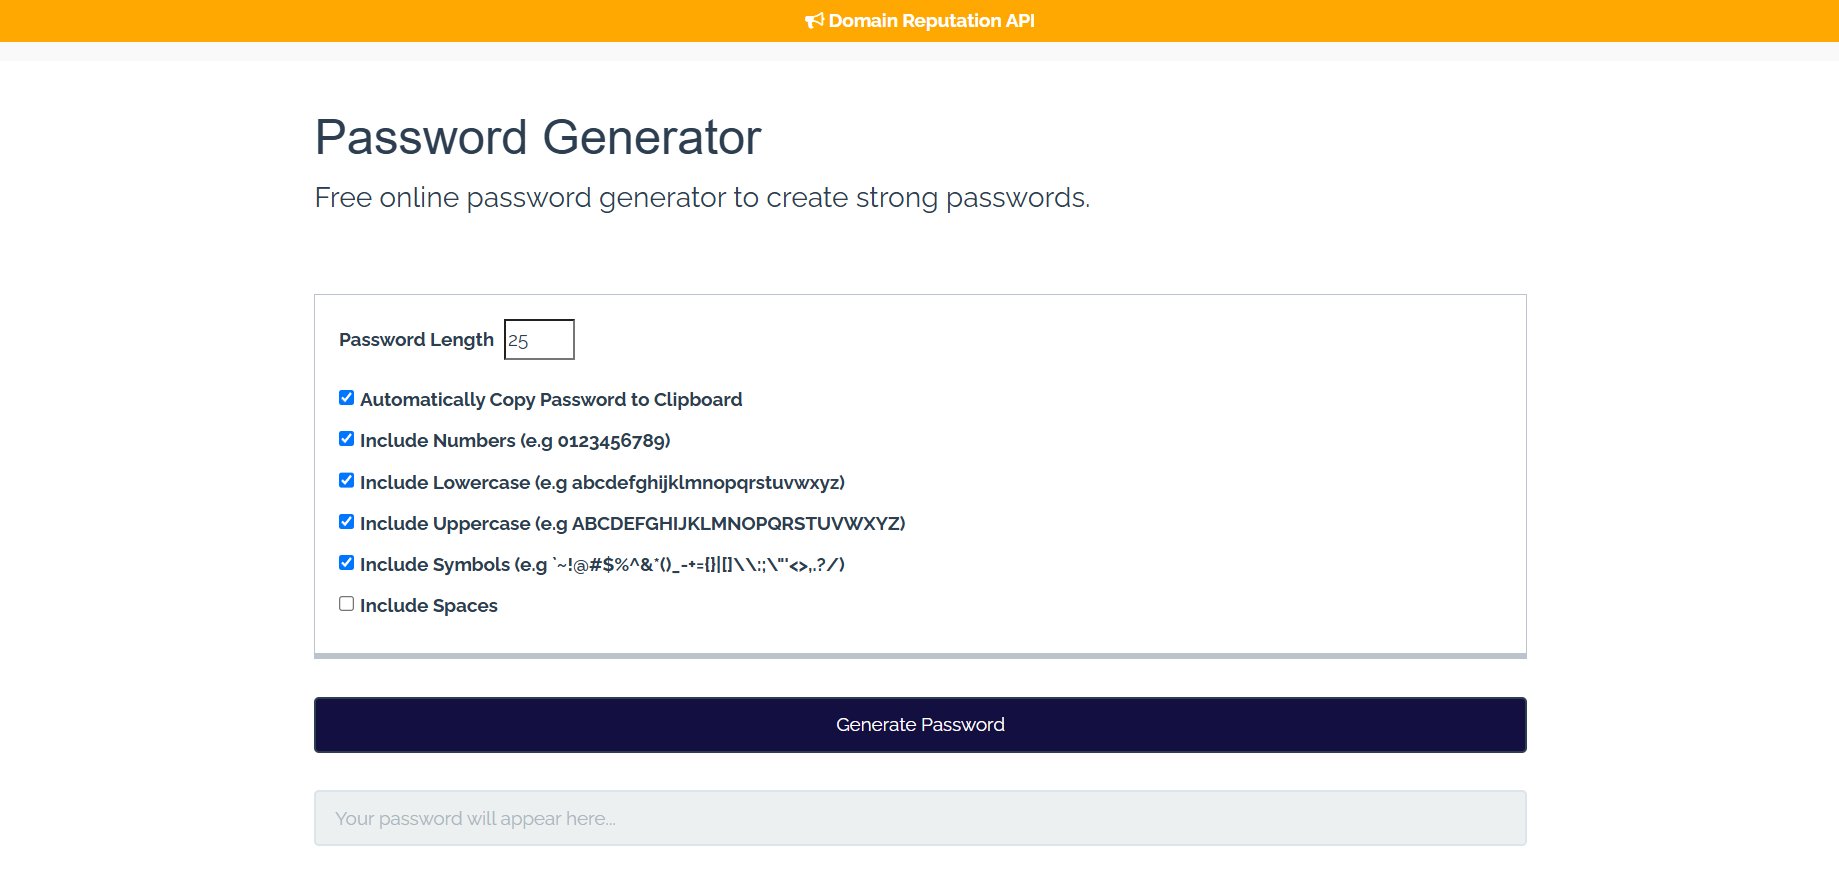 Domain Reputation API
Password Generator
Free online password generator to create strong passwords.
Password Length 25
Automatically Copy Password to Clipboard
Include Numbers (e.g 0123456789)
Include Lowercase (e.g abcdefghijklmnopqrstuvwxyz)
Include Uppercase (e.g ABCDEFGHIJKLMNOPQRSTUVWXYZ)
Include Symbols (e.g `~!@#$%^&*()_-+={}|[]\\:;\"'<>,.?/)
Include Spaces
Generate Password
Your password will appear here...